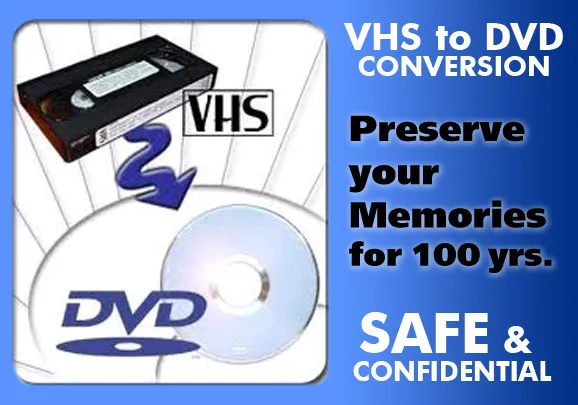 VHS to DVD
CONVERSION
VHS
Preserve
your
Memories
for 100 yrs.
DVD
SAFE &
CONFIDENTIAL